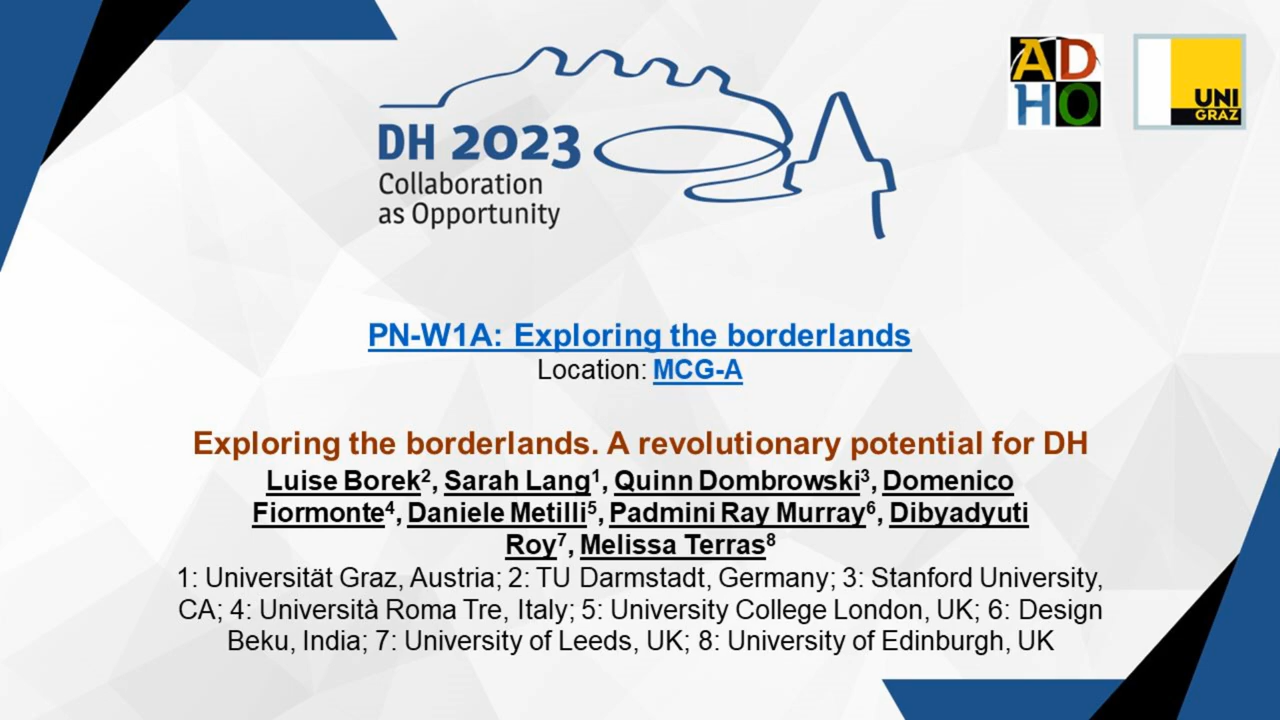 DH 2023
Collaboration
as Opportunity
AD
HO
UNI
GRAZ
PN-W1A: Exploring the borderlands
Location: MCG-A
Exploring the borderlands. A revolutionary potential for DH
Luise Borek², Sarah Lang¹, Quinn Dombrowski³, Domenico
Fiormonte⁴, Daniele Metilli⁵, Padmini Ray Murray⁶, Dibyadyuti
Roy⁷, Melissa Terras⁸
1: Universität Graz, Austria; 2: TU Darmstadt, Germany; 3: Stanford University,
CA; 4: Università Roma Tre, Italy; 5: University College London, UK; 6: Design
Beku, India; 7: University of Leeds, UK; 8: University of Edinburgh, UK